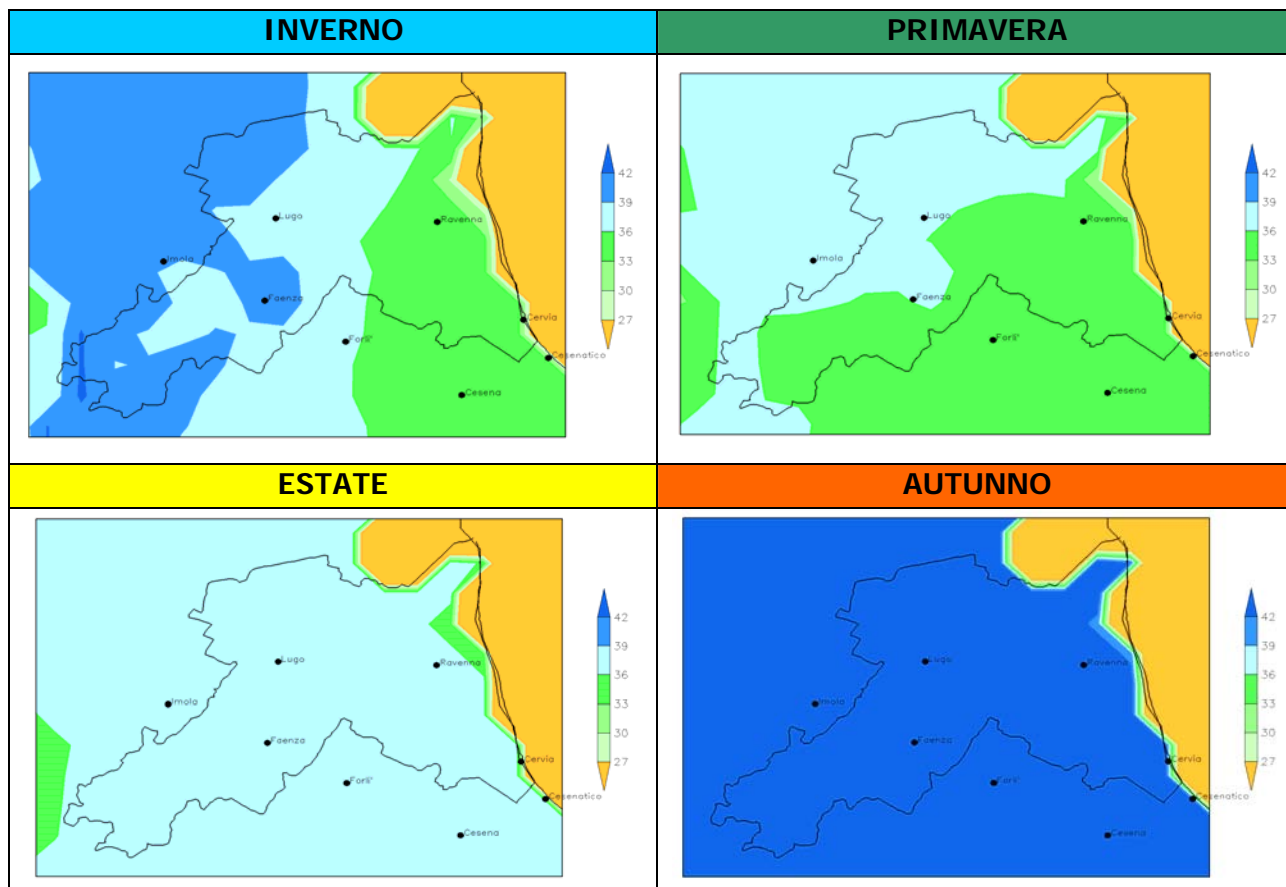 INVERNO
PRIMAVERA
42
39
36
33
30
27
Lugo
Ravenna
Imola
Faenza
Cervia
Forli'
Cesenatico
Cesena
42
39
36
33
30
27
Lugo
Ravenna
Imola
Faenza
Cervia
Forli'
Cesenatico
Cesena
ESTATE
AUTUNNO
42
39
36
33
30
27
Lugo
Ravenna
Imola
Faenza
Cervia
Forli'
Cesenatico
Cesena
42
39
36
33
30
27
Lugo
Ravenna
Imola
Faenza
Cervia
Forli'
Cesenatico
Cesena